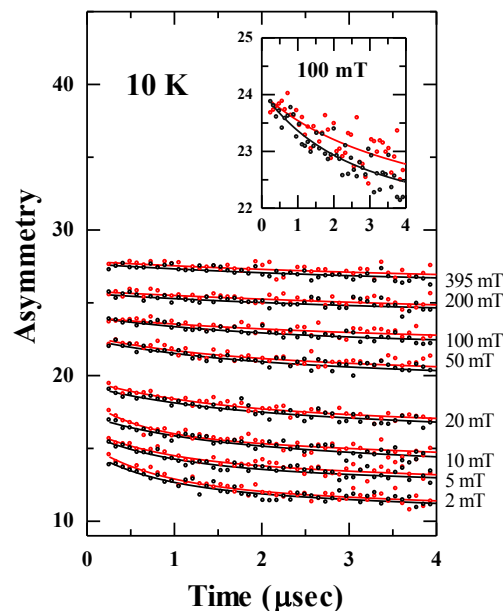 25
24
23
22
0 1 2 3 4
100 mT
10 K
40
30
20
10
Asymmetry
395 mT
200 mT
100 mT
50 mT
20 mT
10 mT
5 mT
2 mT
0 1 2 3 4
Time (μsec)